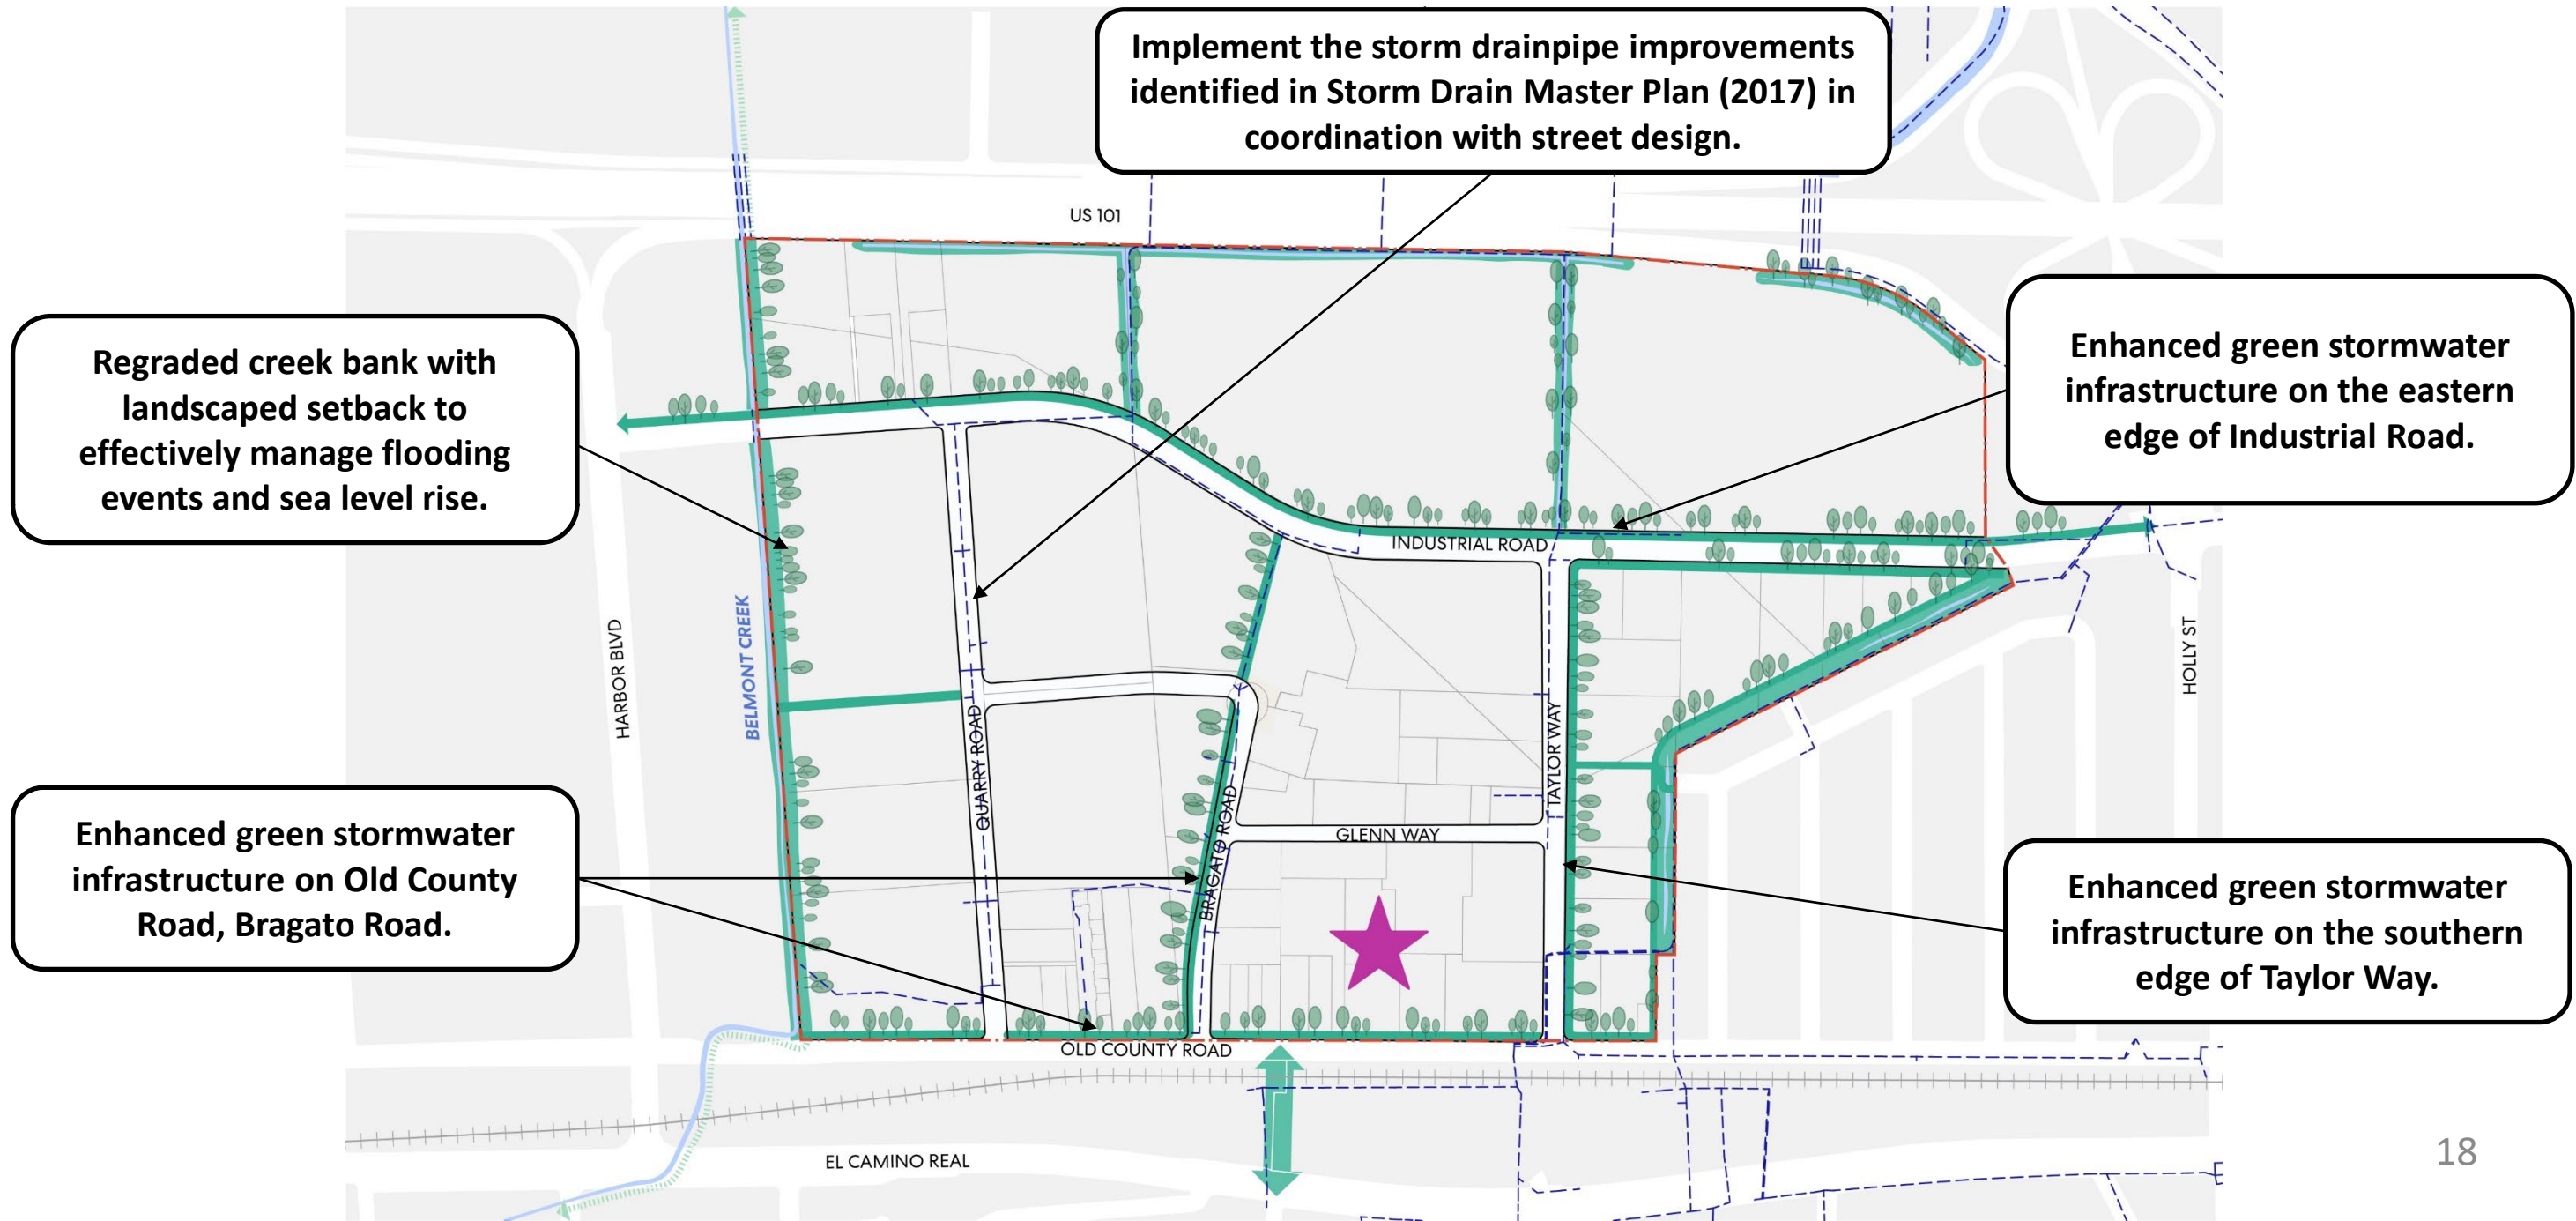 Implement the storm drainpipe improvements
identified in Storm Drain Master Plan (2017) in
coordination with street design.
US 101
Regraded creek bank with
landscaped setback to
effectively manage flooding
events and sea level rise.
Enhanced green stormwater
infrastructure on the eastern
edge of Industrial Road.
INDUSTRIAL ROAD
HARBOR BLVD
BELMONT CREEK
QUARRY ROAD
BRAGATO ROAD
TAYLOR WAY
HOLLY ST
GLENN WAY
Enhanced green stormwater
infrastructure on Old County
Road, Bragato Road.
Enhanced green stormwater
infrastructure on the southern
edge of Taylor Way.
OLD COUNTY ROAD
EL CAMINO REAL
18